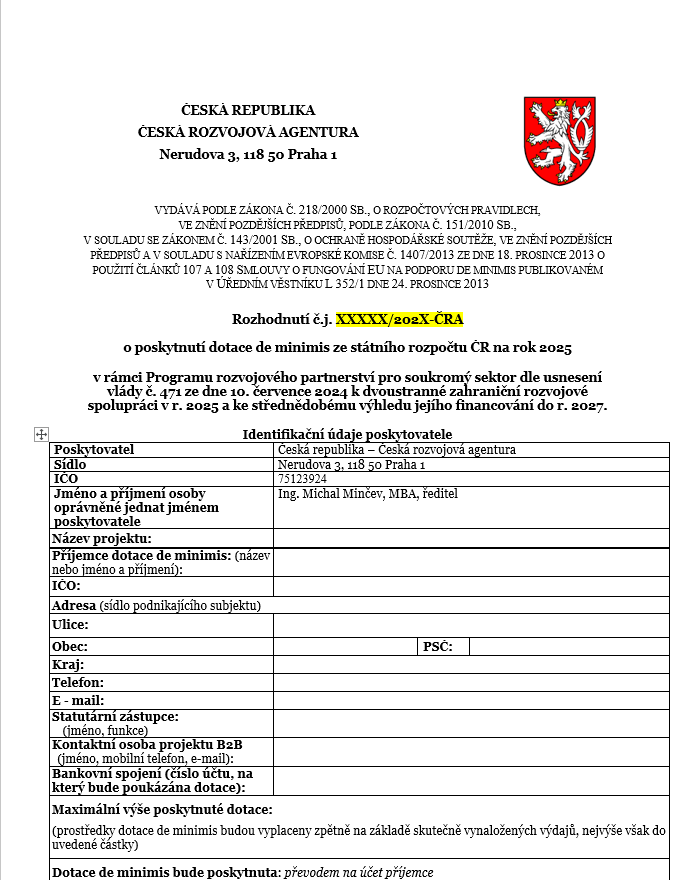 ČESKÁ REPUBLIKA
ČESKÁ ROZVOJOVÁ AGENTURA
Nerudova 3, 118 50 Praha 1
VYDÁVÁ PODLE ZÁKONA Č. 218/2000 SB., O ROZPOČTOVÝCH PRAVIDLECH,
VE ZNĚNÍ POZDĚJŠÍCH PŘEDPISŮ, PODLE ZÁKONA Č. 151/2010 SB.,
V SOULADU SE ZÁKONEM Č. 143/2001 SB., O OCHRANĚ HOSPODÁŘSKÉ SOUTĚŽE, VE ZNĚNÍ POZDĚJŠÍCH
PŘEDPISŮ A V SOULADU S NAŘÍZENÍM EVROPSKÉ KOMISE Č. 1407/2013 ZE DNE 18. PROSINCE 2013 O
POUŽITÍ ČLÁNKŮ 107 A 108 SMLOUVY O FUNGOVÁNÍ EU NA PODPORU DE MINIMIS PUBLIKOVANÉM
V ÚŘEDNÍM VĚSTNÍKU L 352/1 DNE 24. PROSINCE 2013
Rozhodnutí č.j. XXXXX/202X-ČRA
o poskytnutí dotace de minimis ze státního rozpočtu ČR na rok 2025
v rámci Programu rozvojového partnerství pro soukromý sektor dle usnesení
vlády č. 471 ze dne 10. července 2024 k dvoustranné zahraniční rozvojové
spolupráci v r. 2025 a ke střednědobému výhledu jejího financování do r. 2027.
Identifikační údaje poskytovatele
Poskytovatel Česká republika – Česká rozvojová agentura
Sídlo Nerudova 3, 118 50 Praha 1
IČO 75123924
Jméno a příjmení osoby Ing. Michal Minčev, MBA, ředitel
oprávněné jednat jménem
poskytovatele
Název projektu:
Příjemce dotace de minimis: (název
nebo jméno a příjmení):
IČO:
Adresa (sídlo podnikajícího subjektu)
Ulice:
Obec: PSČ:
Kraj:
Telefon:
E - mail:
Statutární zástupce:
(jméno, funkce)
Kontaktní osoba projektu B2B
(jméno, mobilní telefon, e-mail):
Bankovní spojení (číslo účtu, na
který bude poukázána dotace):
Maximální výše poskytnuté dotace:
(prostředky dotace de minimis budou vyplaceny zpětně na základě skutečně vynaložených výdajů, nejvýše však do
uvedené částky)
Dotace de minimis bude poskytnuta: převodem na účet příjemce